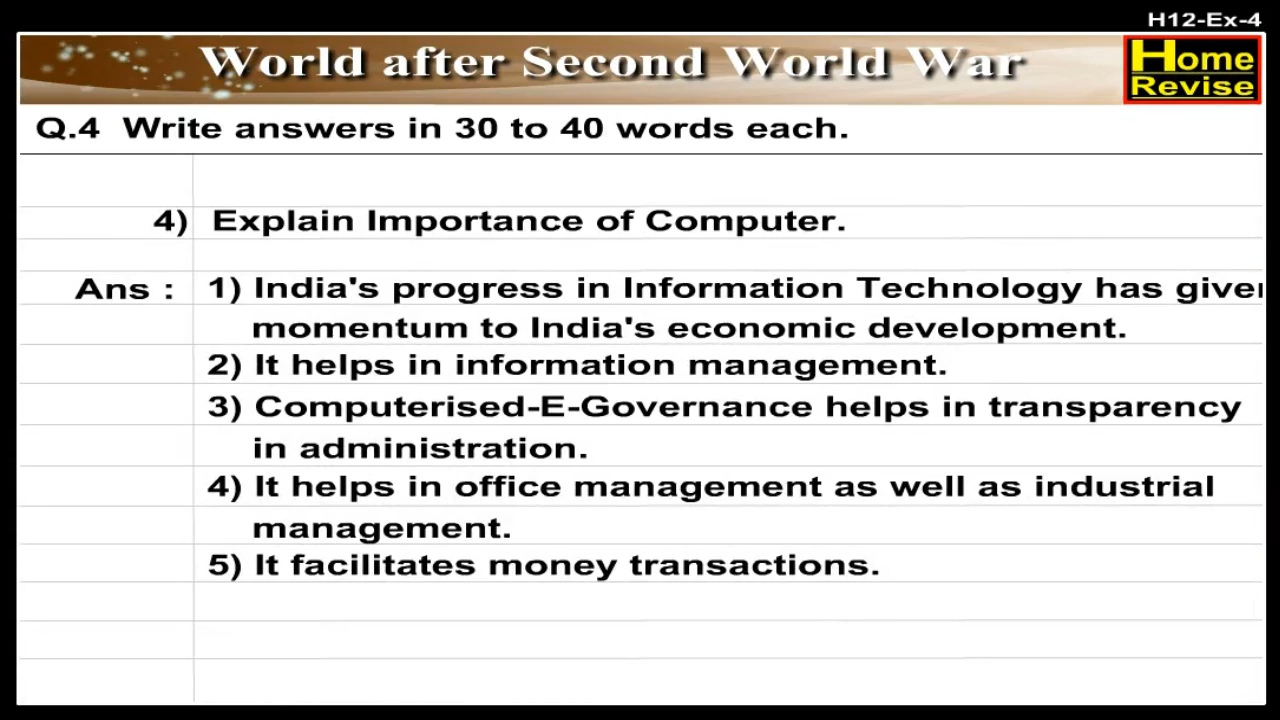 H12-Ex-4
World after Second World War
Home
Revise
Q.4 Write answers in 30 to 40 words each.
4) Explain Importance of Computer.
Ans : 1) India's progress in Information Technology has given
momentum to India's economic development.
2) It helps in information management.
3) Computerised-E-Governance helps in transparency
in administration.
4) It helps in office management as well as industrial
management.
5) It facilitates money transactions.